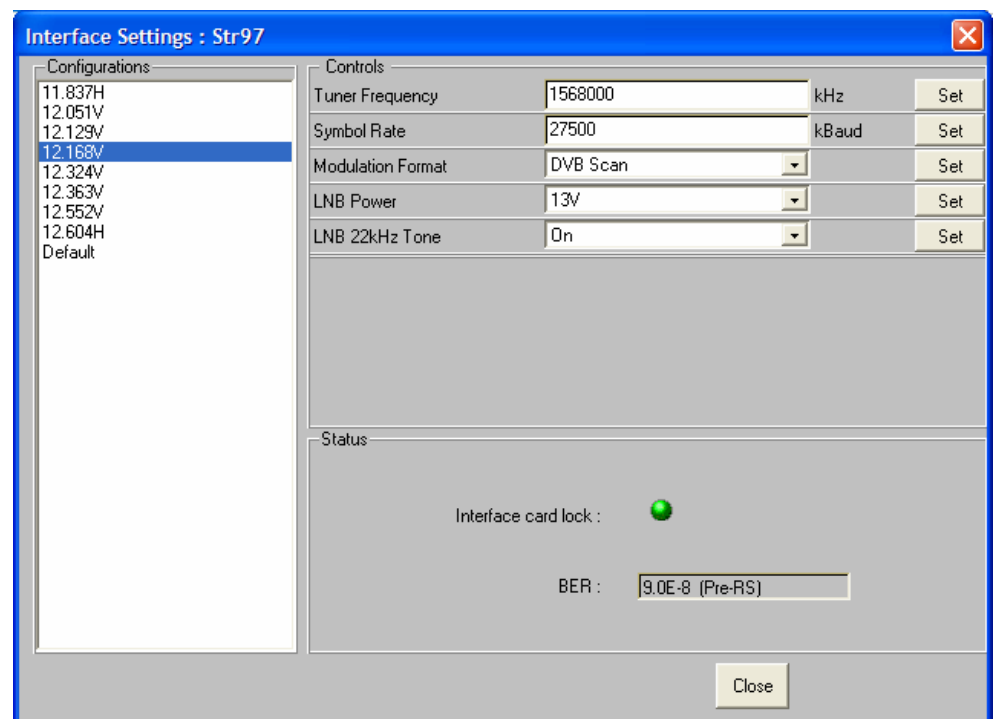 Interface Settings : Str97
Configurations
11.837H
12.051V
12.129V
12.168V
12.324V
12.363V
12.552V
12.604H
Default
Controls
Tuner Frequency 1568000 kHz Set
Symbol Rate 27500 kBaud Set
Modulation Format DVB Scan Set
LNB Power 13V Set
LNB 22kHz Tone On Set
Status
Interface card lock :
BER : 9.0E-8 (Pre-RS)
Close